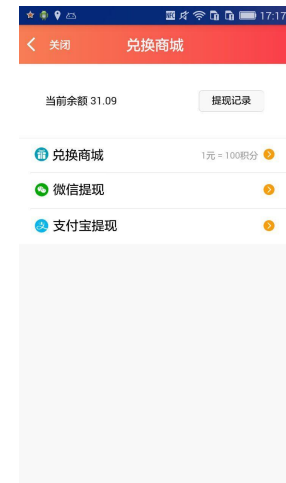 17:17
关闭 兑换商城
当前余额 31.09 提现记录
兑换商城 1元 = 100积分
微信提现
支付宝提现